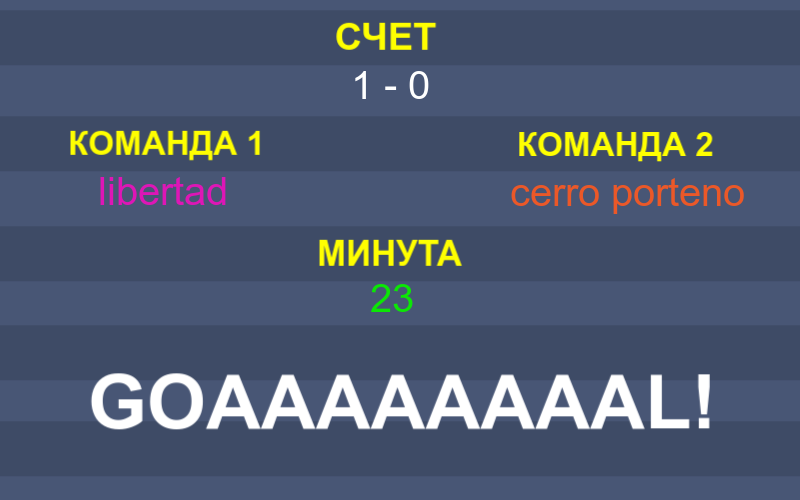 СЧЕТ
1 - 0
КОМАНДА 1 КОМАНДА 2
libertad cerro porteno
МИНУТА
23
GOAAAAAAAAL!